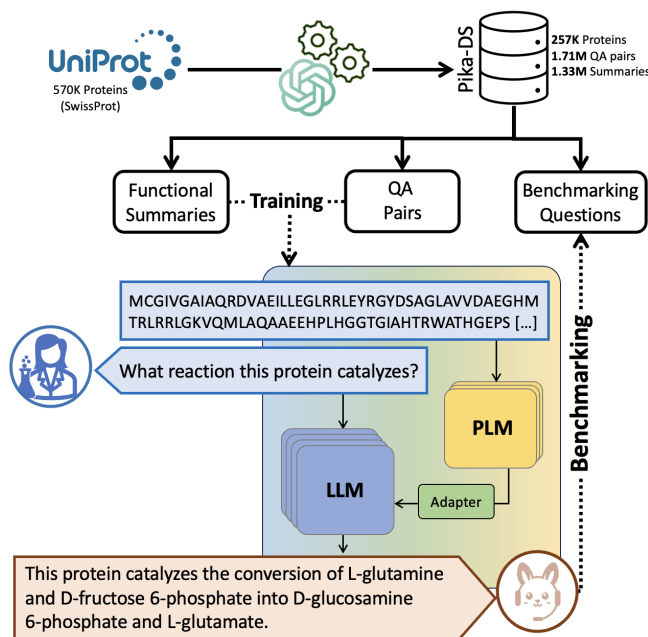 UniProt
570K Proteins
(SwissProt)
Pika-DS
257K Proteins
1.71M QA pairs
1.33M Summaries
Functional
Summaries
Training
QA
Pairs
Benchmarking
Questions
MCGIVGAIAQRDVAEILLEGLRRLEYRGYDSAGLAVVDAEGHM
TRLRRLGKVQMLAQAAEEHPLHGGTGIAHTRWATHGEPS [...]
What reaction this protein catalyzes?
PLM
LLM
Adapter
Benchmarking
This protein catalyzes the conversion of L-glutamine
and D-fructose 6-phosphate into D-glucosamine
6-phosphate and L-glutamate.